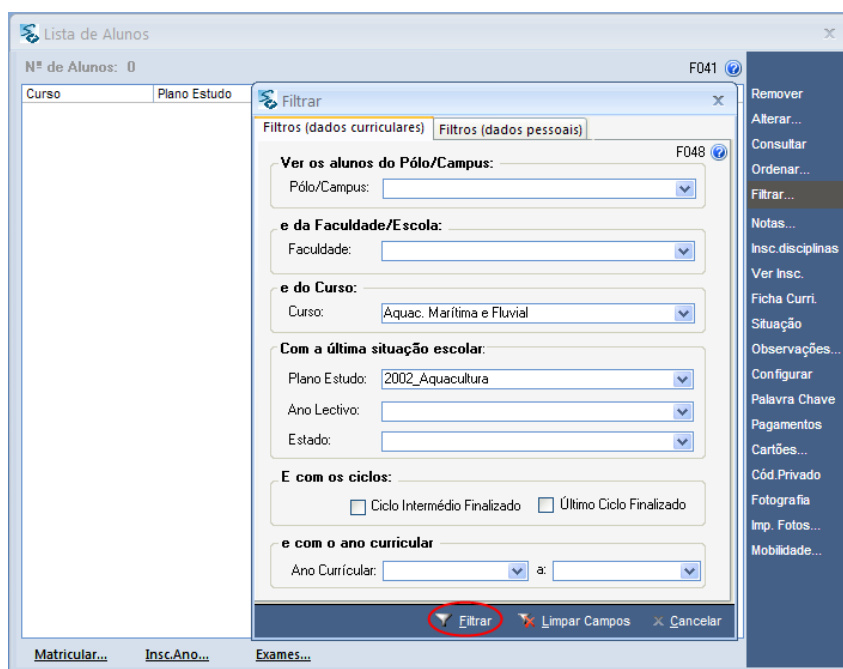 Lista de Alunos
Nº de Alunos: 0
F041
Curso Plano Estudo
Filtrar
Filtros (dados curriculares) Filtros (dados pessoais)
F048
Ver os alunos do Pólo/Campus:
Pólo/Campus:
e da Faculdade/Escola:
Faculdade:
e do Curso:
Curso: Aquac. Marítima e Fluvial
Com a última situação escolar:
Plano Estudo: 2002_Aquacultura
Ano Lectivo:
Estado:
E com os ciclos:
Ciclo Intermédio Finalizado Último Ciclo Finalizado
e com o ano curricular
Ano Currícular: a:
Filtrar Limpar Campos Cancelar
Remover
Alterar...
Consultar
Ordenar...
Filtrar...
Notas...
Insc.disciplinas
Ver Insc.
Ficha Curri.
Situação
Observações...
Configurar
Palavra Chave
Pagamentos
Cartões...
Cód.Privado
Fotografia
Imp. Fotos...
Mobilidade...
Matricular... Insc.Ano... Exames...